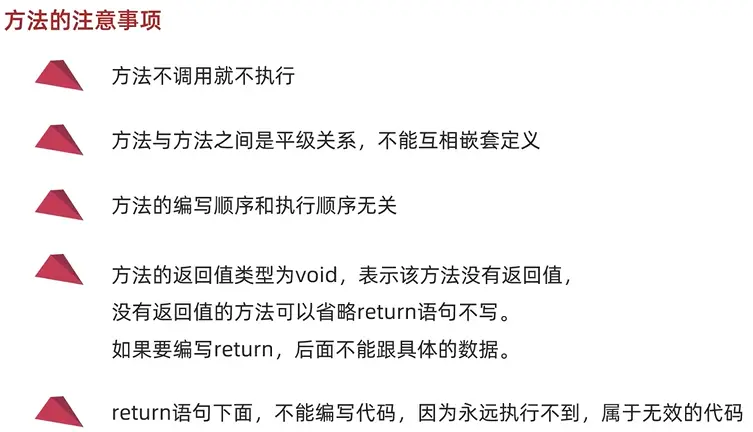 方法的注意事项
方法不调用就不执行
方法与方法之间是平级关系，不能互相嵌套定义
方法的编写顺序和执行顺序无关
方法的返回值类型为void，表示该方法没有返回值，
没有返回值的方法可以省略return语句不写。
如果要编写return，后面不能跟具体的数据。
return语句下面，不能编写代码，因为永远执行不到，属于无效的代码